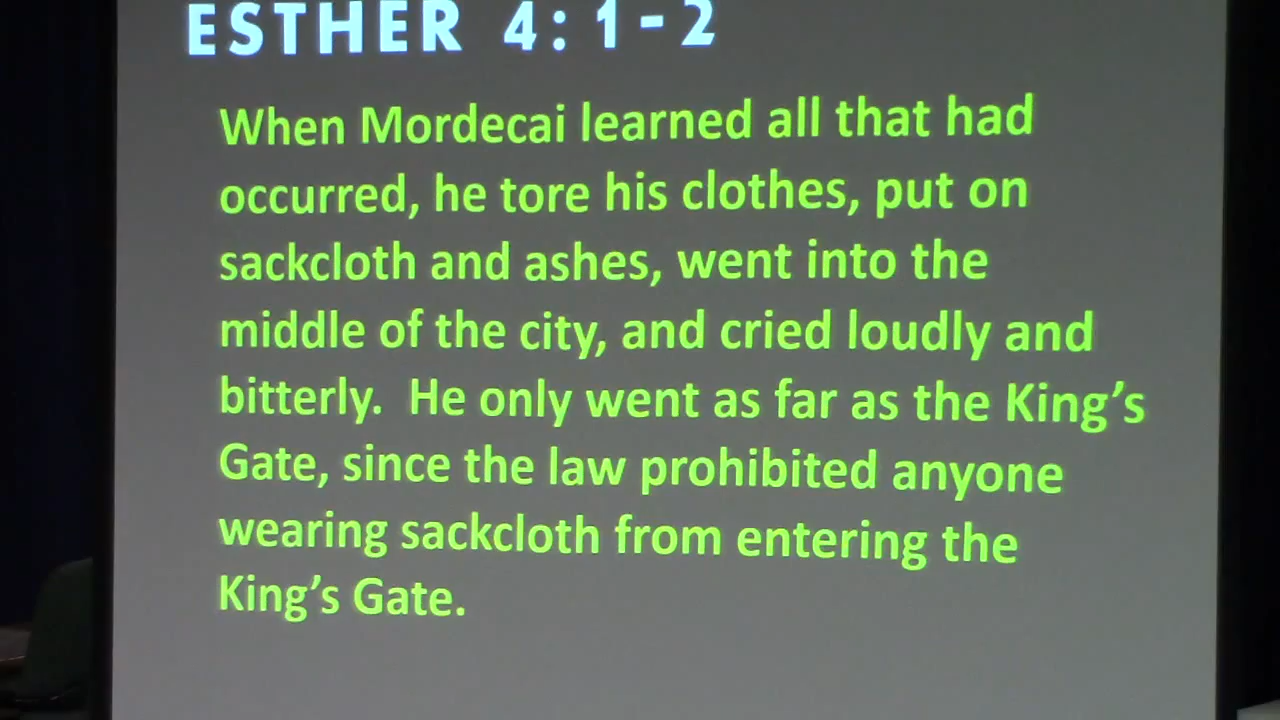 ESTHER 4: 1-2
When Mordecai learned all that had
occurred, he tore his clothes, put on
sackcloth and ashes, went into the
middle of the city, and cried loudly and
bitterly.  He only went as far as the King’s
Gate, since the law prohibited anyone
wearing sackcloth from entering the
King’s Gate.